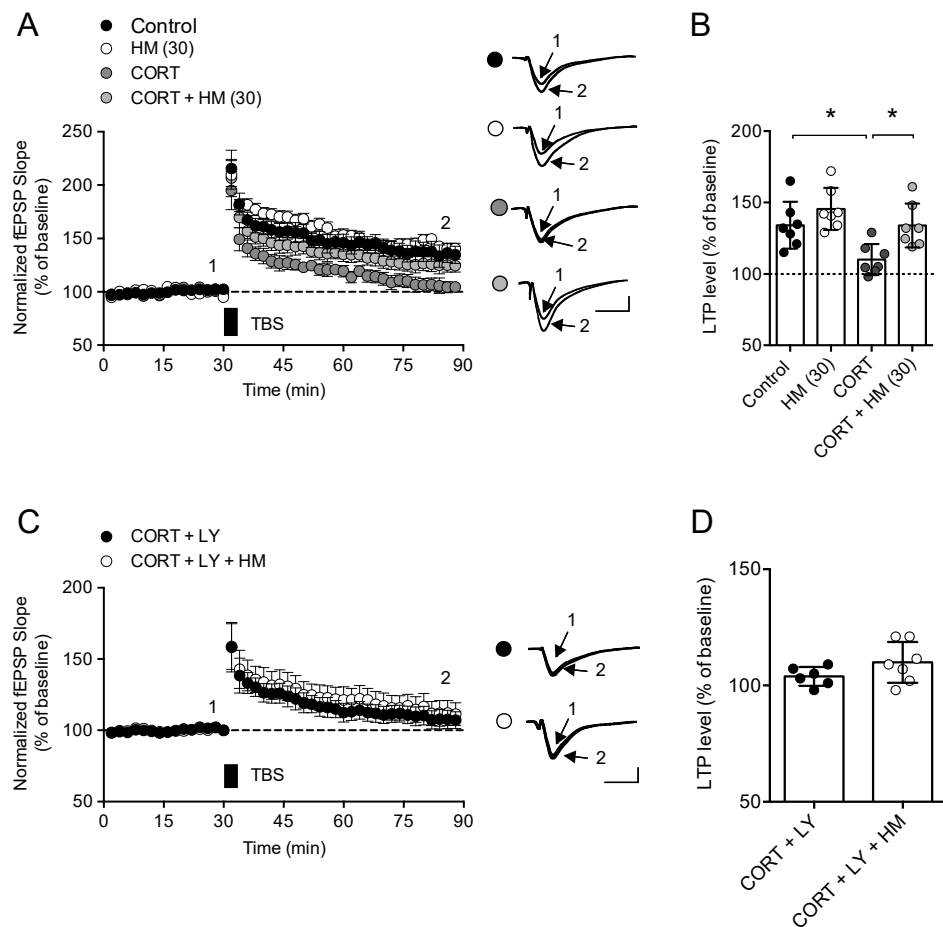 A
Control
HM (30)
CORT
CORT + HM (30)
Normalized fEPSP Slope
(% of baseline)
250
200
150
100
50
1
2
TBS
0
15
30
45
60
75
90
Time (min)
1
2
1
2
1
2
1
2
B
LTP level (% of baseline)
200
150
100
50
*
*
Control
HM (30)
CORT
CORT + HM (30)
C
CORT + LY
CORT + LY + HM
Normalized fEPSP Slope
(% of baseline)
200
150
100
50
1
2
TBS
0
15
30
45
60
75
90
Time (min)
1
2
1
2
D
LTP level (% of baseline)
150
100
50
CORT + LY
CORT + LY + HM